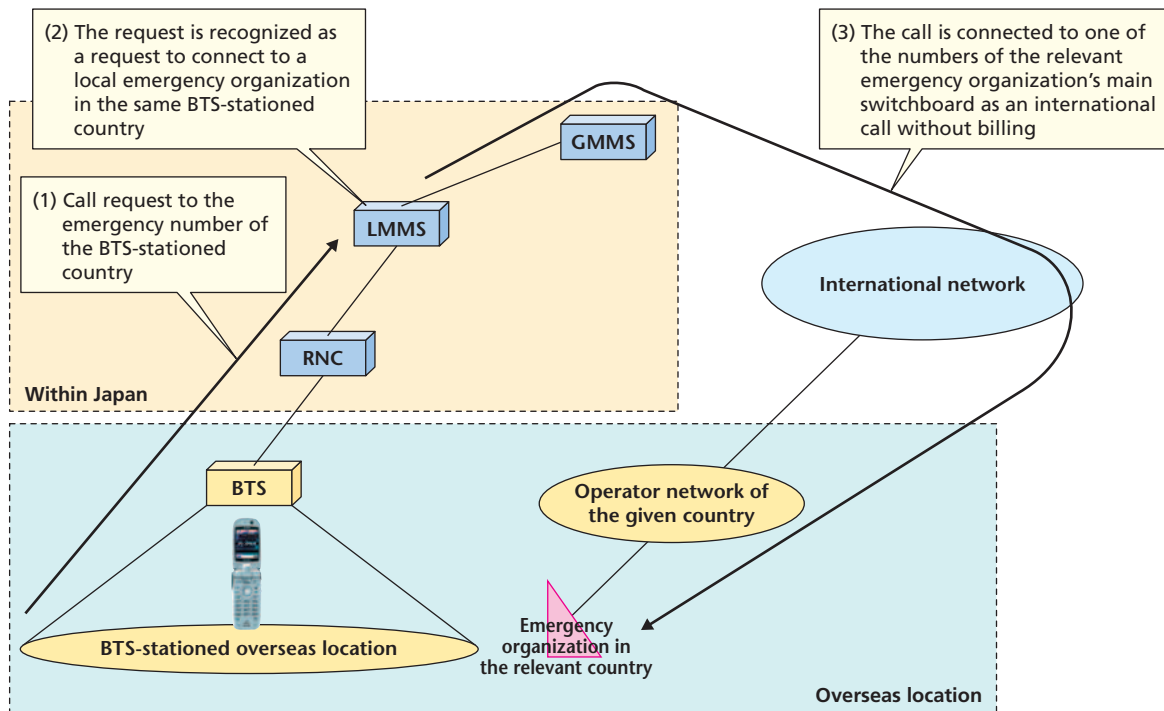 (2) The request is recognized as
a request to connect to a
local emergency organization
in the same BTS-stationed
country
(3) The call is connected to one of
the numbers of the relevant
emergency organization's main
switchboard as an international
call without billing
GMMS
(1) Call request to the
emergency number of
the BTS-stationed
country
LMMS
International network
RNC
Within Japan
BTS
Operator network of
the given country
Emergency
organization in
the relevant country
BTS-stationed overseas location
Overseas location